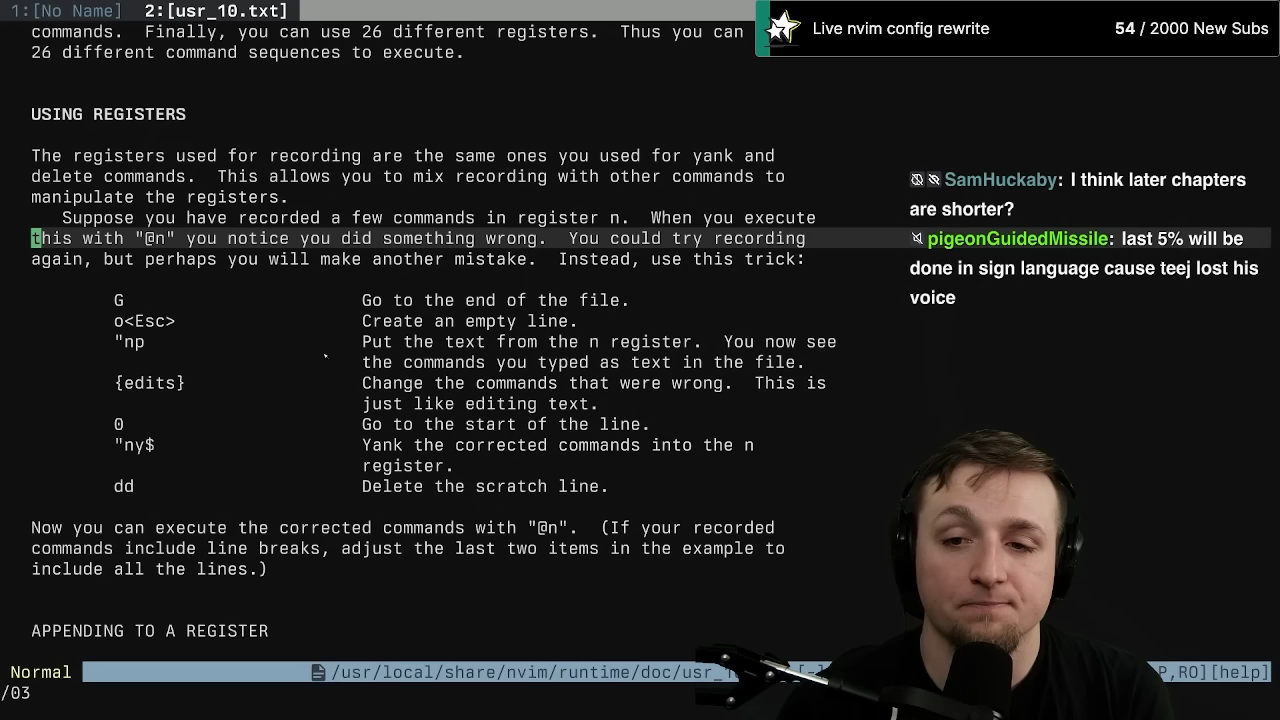 1:[No Name]  2:[usr_10.txt]
commands.  Finally, you can use 26 different registers.  Thus you can
26 different command sequences to execute.
USING REGISTERS
The registers used for recording are the same ones you used for yank and
delete commands.  This allows you to mix recording with other commands to
manipulate the registers.
Suppose you have recorded a few commands in register n.  When you execute
this with "@n" you notice you did something wrong.  You could try recording
again, but perhaps you will make another mistake.  Instead, use this trick:
G Go to the end of the file.
o<Esc> Create an empty line.
"np Put the text from the n register.  You now see
the commands you typed as text in the file.
{edits} Change the commands that were wrong.  This is
just like editing text.
0 Go to the start of the line.
"ny$ Yank the corrected commands into the n
register.
dd Delete the scratch line.
Now you can execute the corrected commands with "@n".  (If your recorded
commands include line breaks, adjust the last two items in the example to
include all the lines.)
APPENDING TO A REGISTER
Normal /usr/local/share/nvim/runtime/doc/usr_1 [-] P,RO][help]
/03
Live nvim config rewrite 54 / 2000 New Subs
SamHuckaby: I think later chapters
are shorter?
pigeonGuidedMissile: last 5% will be
done in sign language cause teej lost his
voice